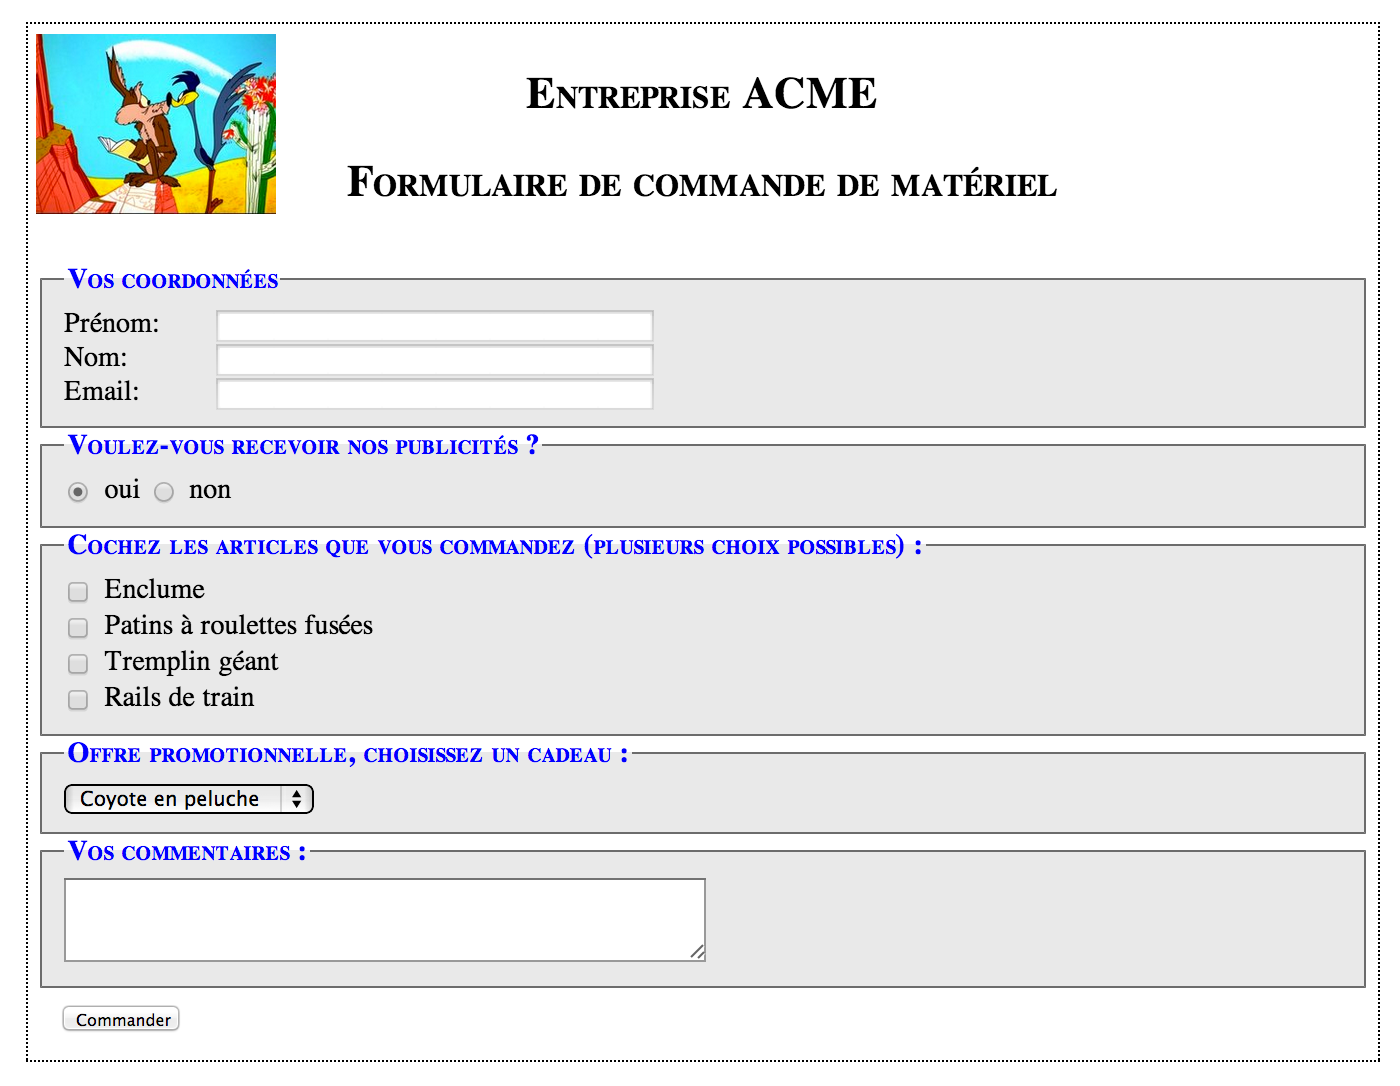 Entreprise ACME
Formulaire de commande de matériel
Vos coordonnées
Prénom:
Nom:
Email:
Voulez-vous recevoir nos publicités ?
oui non
Cochez les articles que vous commandez (plusieurs choix possibles) :
Enclume
Patins à roulettes fusées
Tremplin géant
Rails de train
Offre promotionnelle, choisissez un cadeau :
Coyote en peluche
Vos commentaires :
Commander